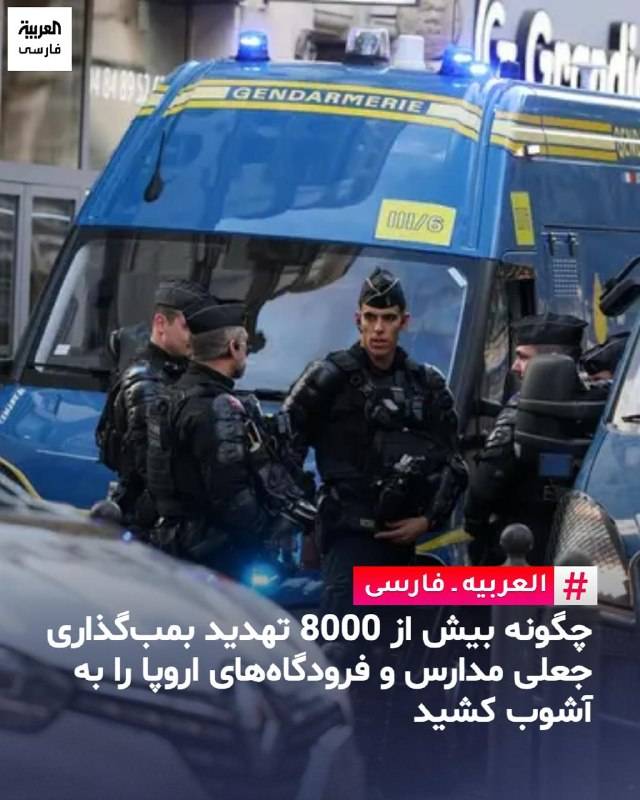 العربية
فارسی
GENDARMERIE
III/6
# العربیه ـ فارسی
چگونه بیش از 8000 تهدید بمب‌گذاری
جعلی مدارس و فرودگاه‌های اروپا را به
آشوب کشید